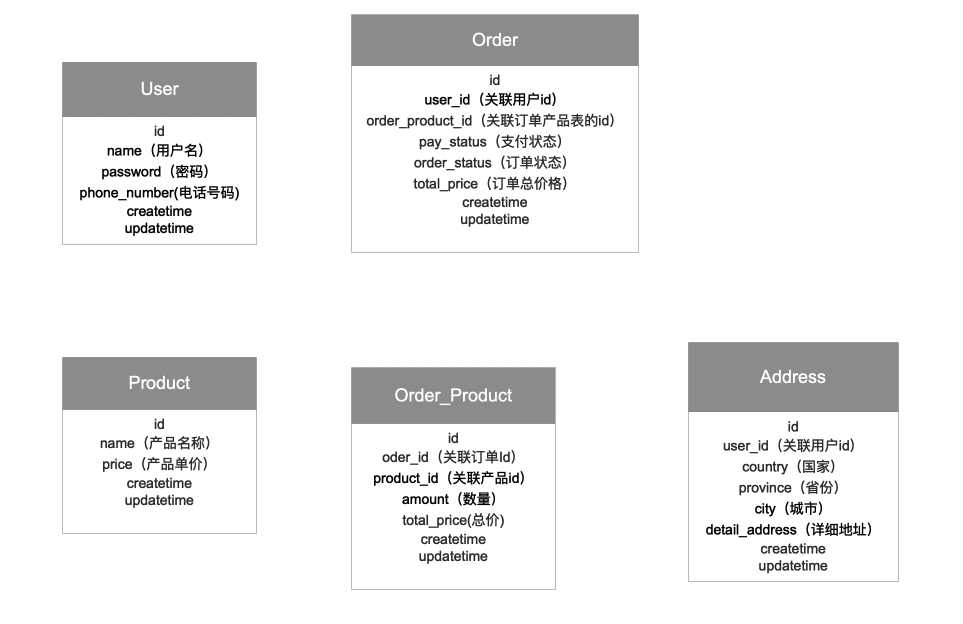 User
id
name（用户名）
password（密码）
phone_number(电话号码)
createtime
updatetime
Order
id
user_id（关联用户id）
order_product_id（关联订单产品表的id）
pay_status（支付状态）
order_status（订单状态）
total_price（订单总价格）
createtime
updatetime
Product
id
name（产品名称）
price（产品单价）
createtime
updatetime
Order_Product
id
oder_id（关联订单Id）
product_id（关联产品id）
amount（数量）
total_price(总价)
createtime
updatetime
Address
id
user_id（关联用户id）
country（国家）
province（省份）
city（城市）
detail_address（详细地址）
createtime
updatetime